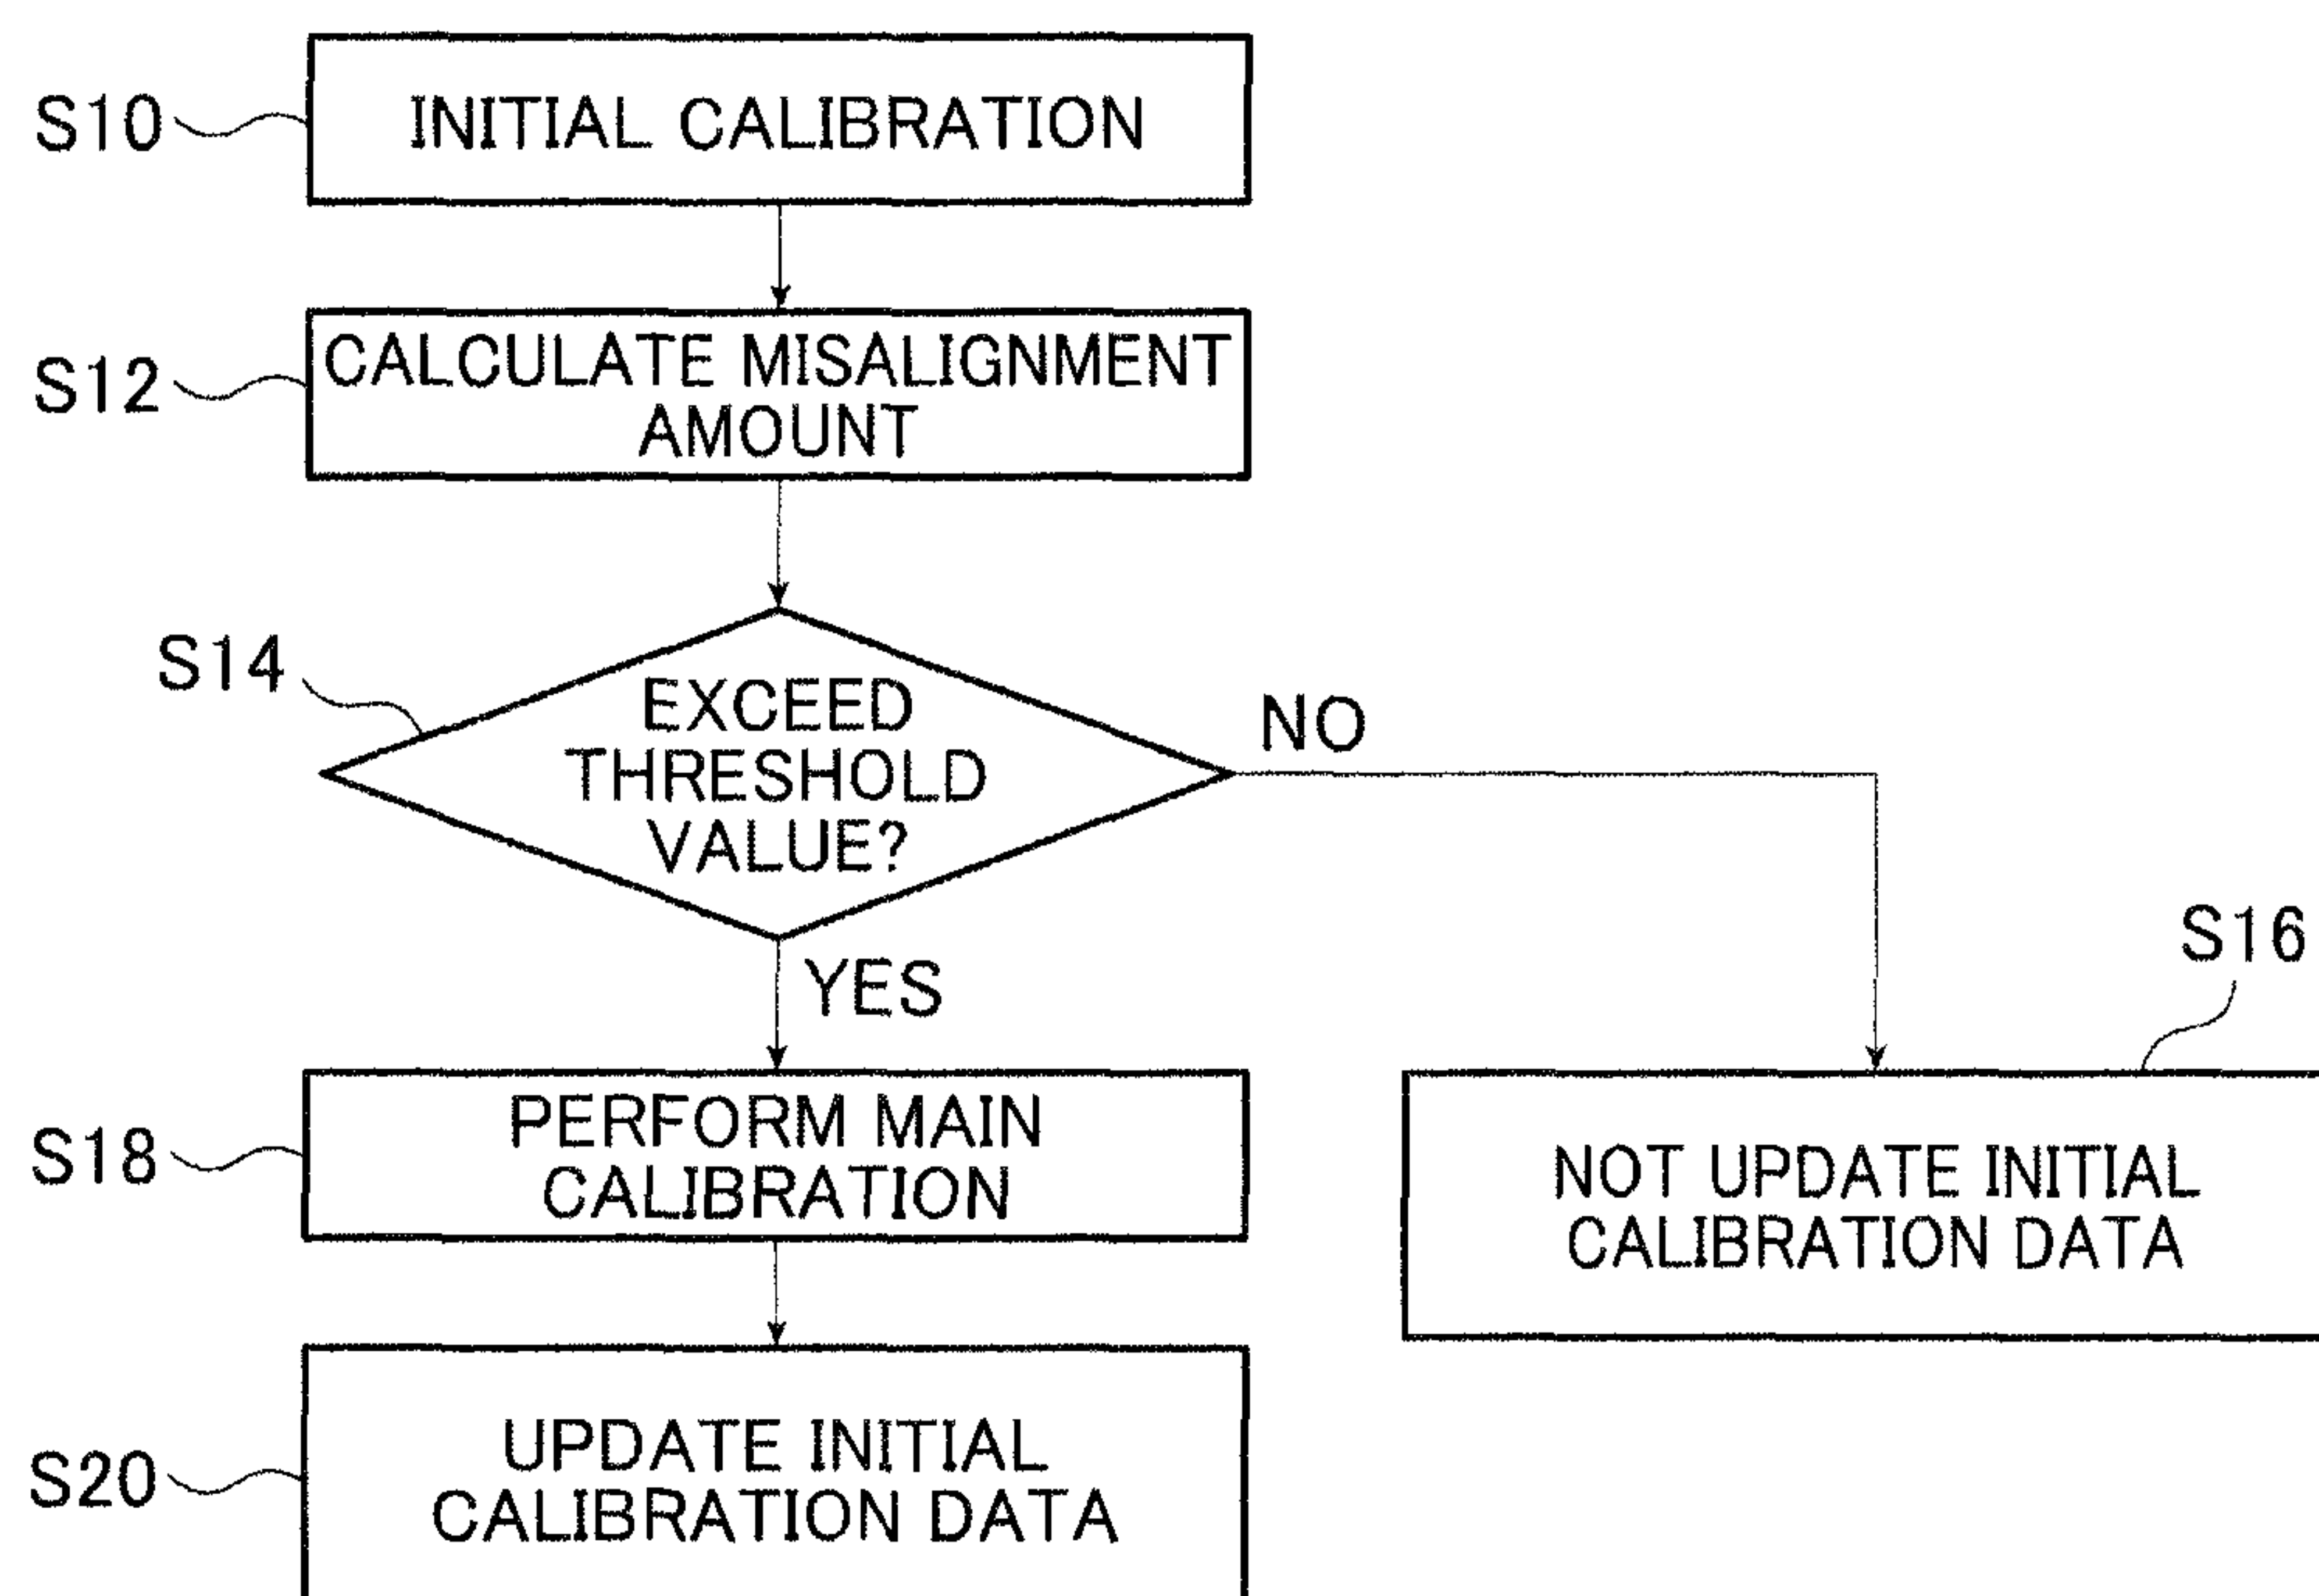 S10
INITIAL CALIBRATION
S12
CALCULATE MISALIGNMENT
AMOUNT
S14
EXCEED
THRESHOLD
VALUE?
NO
YES
S16
S18
PERFORM MAIN
CALIBRATION
NOT UPDATE INITIAL
CALIBRATION DATA
S20
UPDATE INITIAL
CALIBRATION DATA